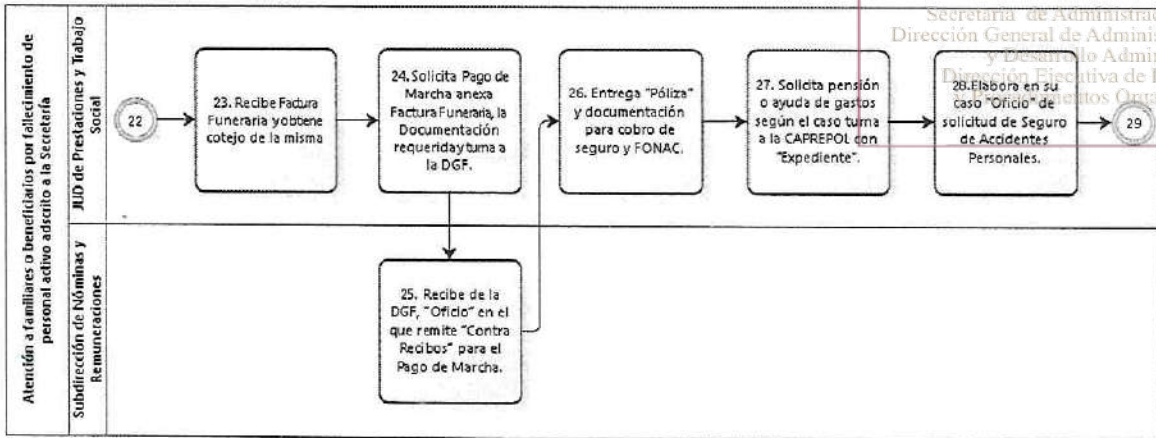 Atención a familiares o beneficiarios por fallecimiento de
personal activo adscrito a la Secretaría
JUD de Prestaciones y Trabajo
Social
22
23. Recibe Factura
Funeraria y obtiene
cotejo de la misma
24. Solicita Pago de
Marcha anexa
Factura Funeraria, la
Documentación
requerida y turna a
la DGF.
26. Entrega "Póliza"
y documentación
para cobro de
seguro y FONAC.
27. Solicita pensión
o ayuda de gastos
según el caso turna
a la CAPREPOL con
"Expediente".
28. Elabora en su
caso "Oficio" de
solicitud de Seguro
de Accidentes
Personales.
29
Subdirección de Nóminas y
Remuneraciones
25. Recibe de la
DGF, "Oficio" en el
que remite "Contra
Recibos" para el
Pago de Marcha.
Secretaría de
Dirección General de
y Desarrollo
Dirección Ejecutiva de